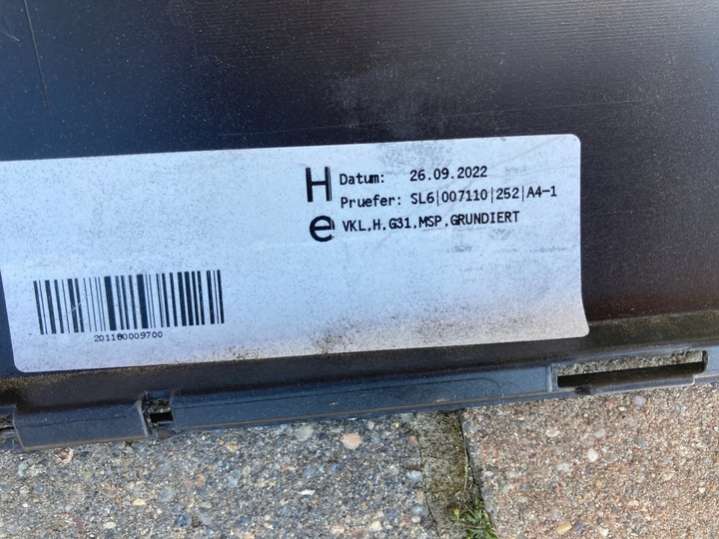 H
e
Datum: 26.09.2022
Pruefer: SL6|007110|252|A4-1
VKL.H.G31.MSP.GRUNDIERT
201180009700